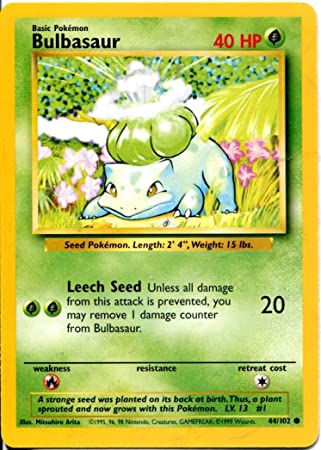 Basic Pokémon
Bulbasaur 40 HP
Seed Pokémon. Length: 2' 4", Weight: 15 lbs.
Leech Seed Unless all damage
from this attack is prevented, you
may remove 1 damage counter
from Bulbasaur.
20
weakness resistance retreat cost
A strange seed was planted on its back at birth. Thus, a plant
sprouted and now grows with this Pokémon. LV. 13 #1
Illus. Mitsuhiro Arita ©1995, 96, 98 Nintendo, Creatures, GAMEFREAK. ©1999 Wizards. 44/102